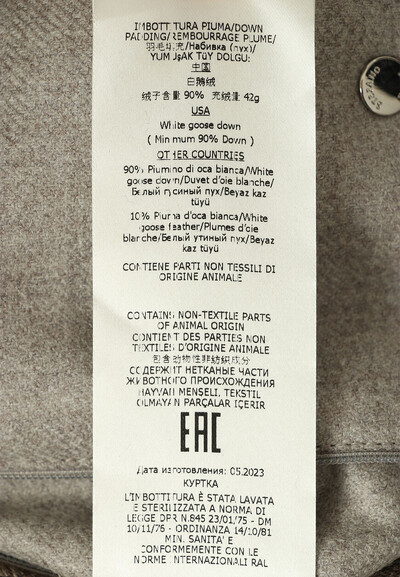 IMBOTTITURA PIUMA/DOWN
PADDING/REMBOURRAGE PLUME/
羽毛填充/Набивка (пух)/
YUMUŞAK TÜY DOLGU:
中国
白鹅绒
绒子含量 90% 充绒量 42g
USA
White goose down
( Minimum 90% Down )
OTHER COUNTRIES
90% Piumino di oca bianca/White
goose down/Duvet d'oie blanche/
Белый гусиный пух/Beyaz
kaz tüyü
10% Piuma d'oca bianca/White
goose feather/Plumes d'oie
blanche/Белый утиный пух/Beyaz
kaz tüyü
CONTIENE PARTI NON TESSILI DI
ORIGINE ANIMALE
CONTAINS NON-TEXTILE PARTS
OF ANIMAL ORIGIN
CONTIENT DES PARTIES NON-
TEXTILES D'ORIGINE ANIMALE
包含动物性非纺织成分
СОДЕРЖИТ НЕТКАНЫЕ ЧАСТИ
ЖИВОТНОГО ПРОИСХОЖДЕНИЯ
HAYVAN MENSELİ, TEKSTİL
OLMAYAN PARÇALAR İÇERİR
EAC
Дата изготовления: 05.2023
КУРТКА
L'IMBOTTITURA È STATA LAVATA
E STERILIZZATA A NORMA DI
LEGGE DPR N.845 23/01/75 - DM
10/11/76 - ORDINANZA 14/10/81
MIN. SANITA' E
CONFORMEMENTE CON LE
NORME INTERNAZIONALI RAL